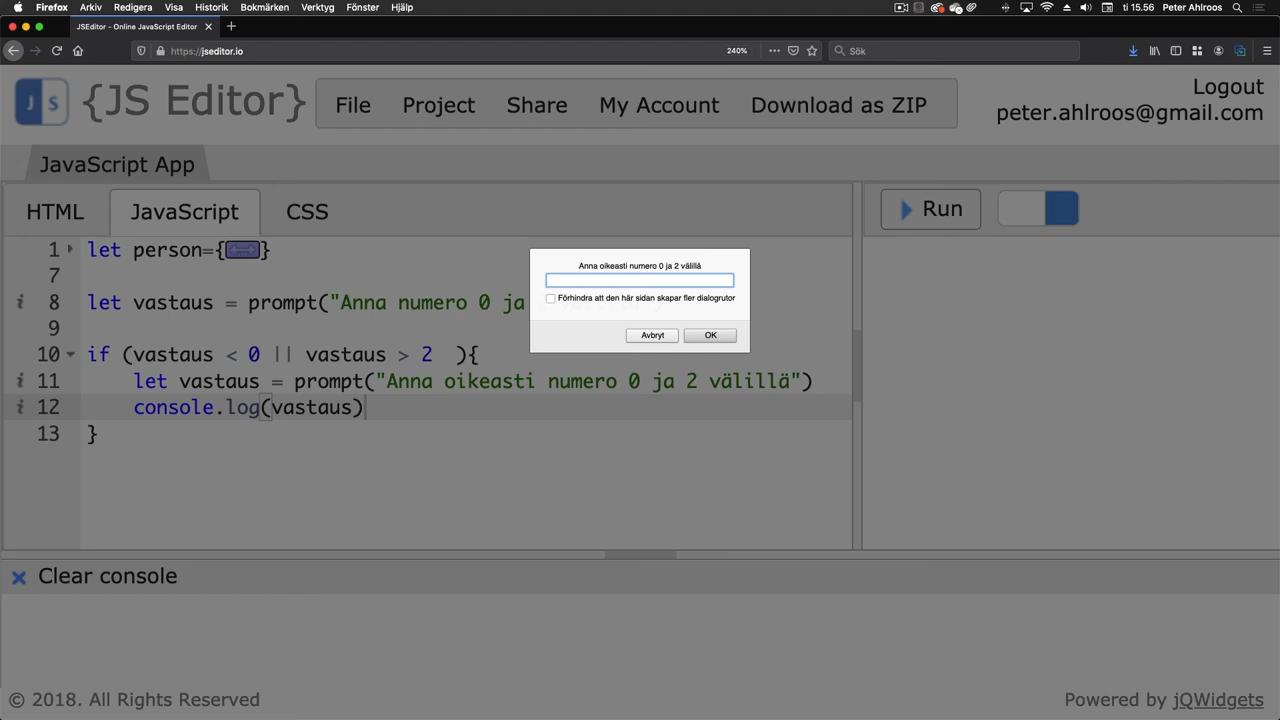 Firefox Arkiv Redigera Visa Historik Bokmärken Verktyg Fönster Hjälp
ti 15.56 Peter Ahlroos
JSEditor - Online JavaScript Editor
https://jseditor.io
240%
Sök
JS
{JS Editor}
File Project Share My Account Download as ZIP
Logout
peter.ahlroos@gmail.com
JavaScript App
HTML JavaScript CSS
Run
1 let person={}
7
8 let vastaus = prompt("Anna numero 0 ja
9
10 if (vastaus < 0 || vastaus > 2 ){
11 let vastaus = prompt("Anna oikeasti numero 0 ja 2 välillä")
12 console.log(vastaus)
13 }
Anna oikeasti numero 0 ja 2 välillä
Förhindra att den här sidan skapar fler dialogrutor
Avbryt OK
Clear console
© 2018. All Rights Reserved
Powered by jQWidgets